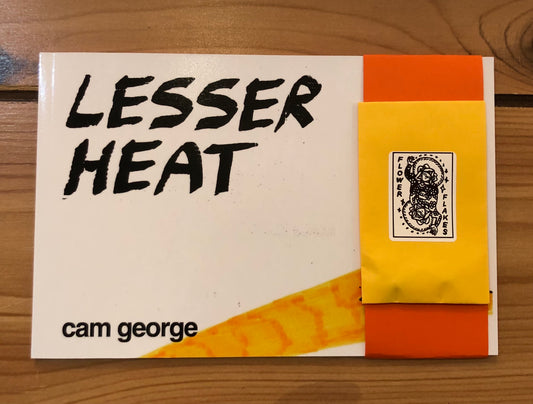 LESSER
HEAT
cam george
FLOWER
FLAKES